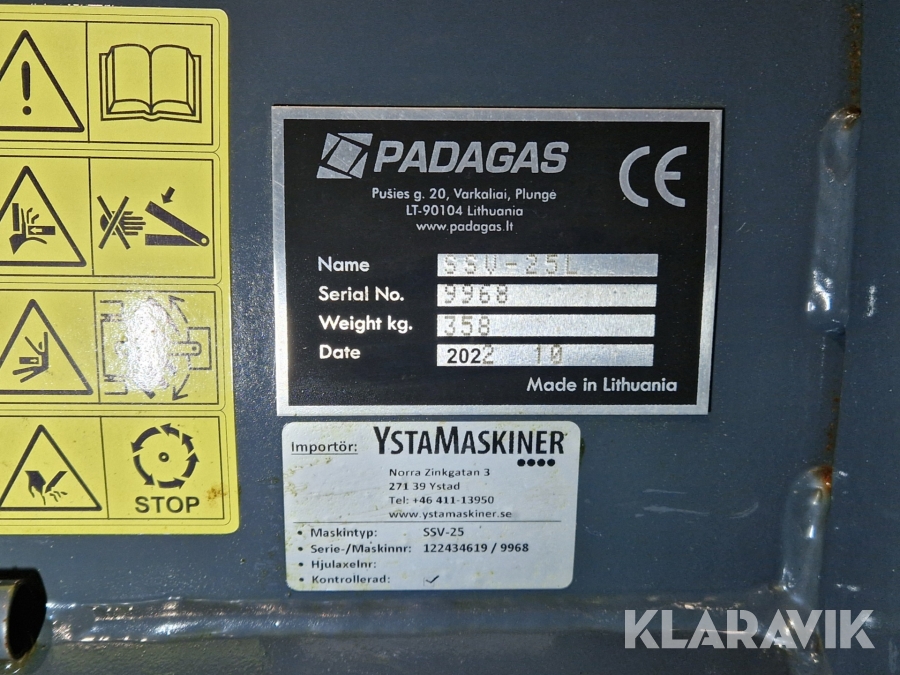 PADAGAS
CE
Pušies g. 20, Varkaliai, Plungė
LT-90104 Lithuania
www.padagas.lt
Name SSV-25L
Serial No. 9968
Weight kg. 358
Date 2022 10
Made in Lithuania
STOP
Importör: YSTAMASKINER
Norra Zinkgatan 3
271 39 Ystad
Tel: +46 411-13950
www.ystamaskiner.se
• Maskintyp: SSV-25
• Serie-/Maskinnr: 122434619 / 9968
• Hjulaxelnr:
• Kontrollerad: ✓
KLARAVIK